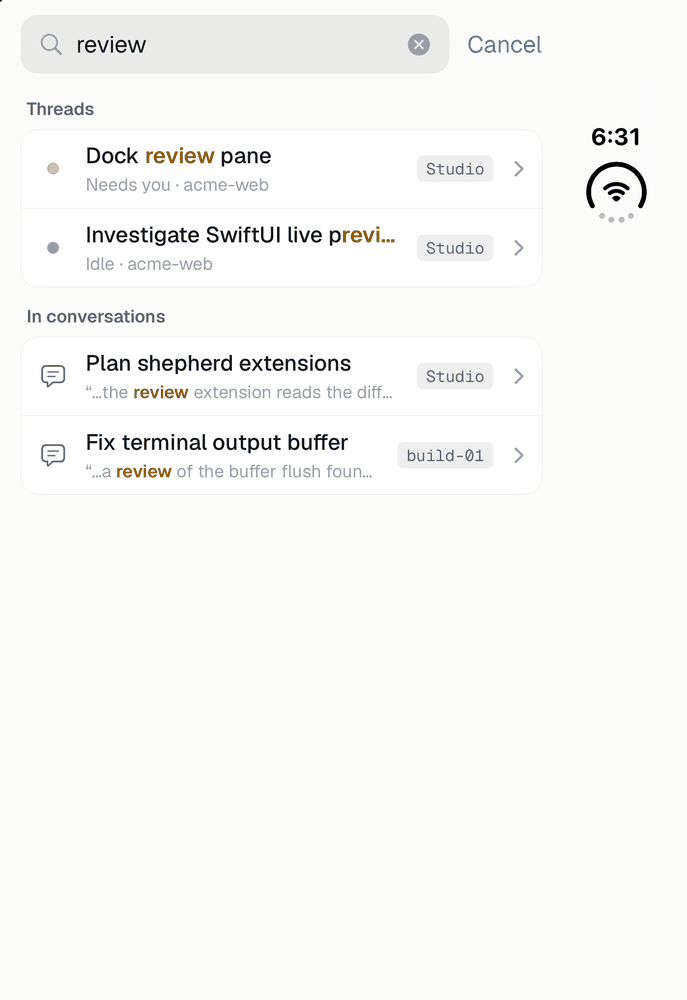 review
Cancel
6:31
Threads
Dock review pane
Needs you · acme-web
Studio
Investigate SwiftUI live previ…
Idle · acme-web
Studio
In conversations
Plan shepherd extensions
“…the review extension reads the diff…
Studio
Fix terminal output buffer
“…a review of the buffer flush foun…
build-01